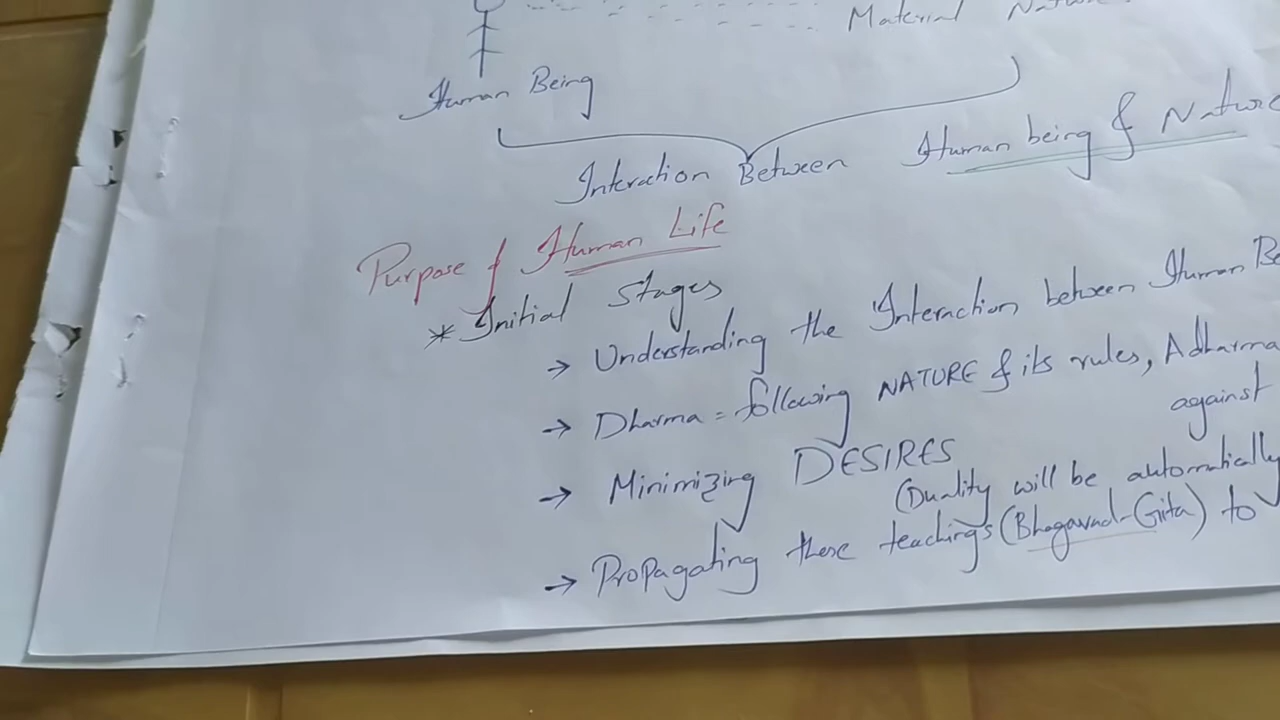 Material Nature
Human Being
Interaction Between Human being & Nature
Purpose of Human Life
* Initial stages
→ Understanding the Interaction between Human Be
→ Dharma = following NATURE & its rules, Adharma
against
→ Minimizing DESIRES
(Duality will be automatically
→ Propagating these teachings (Bhagavad-Gita) to